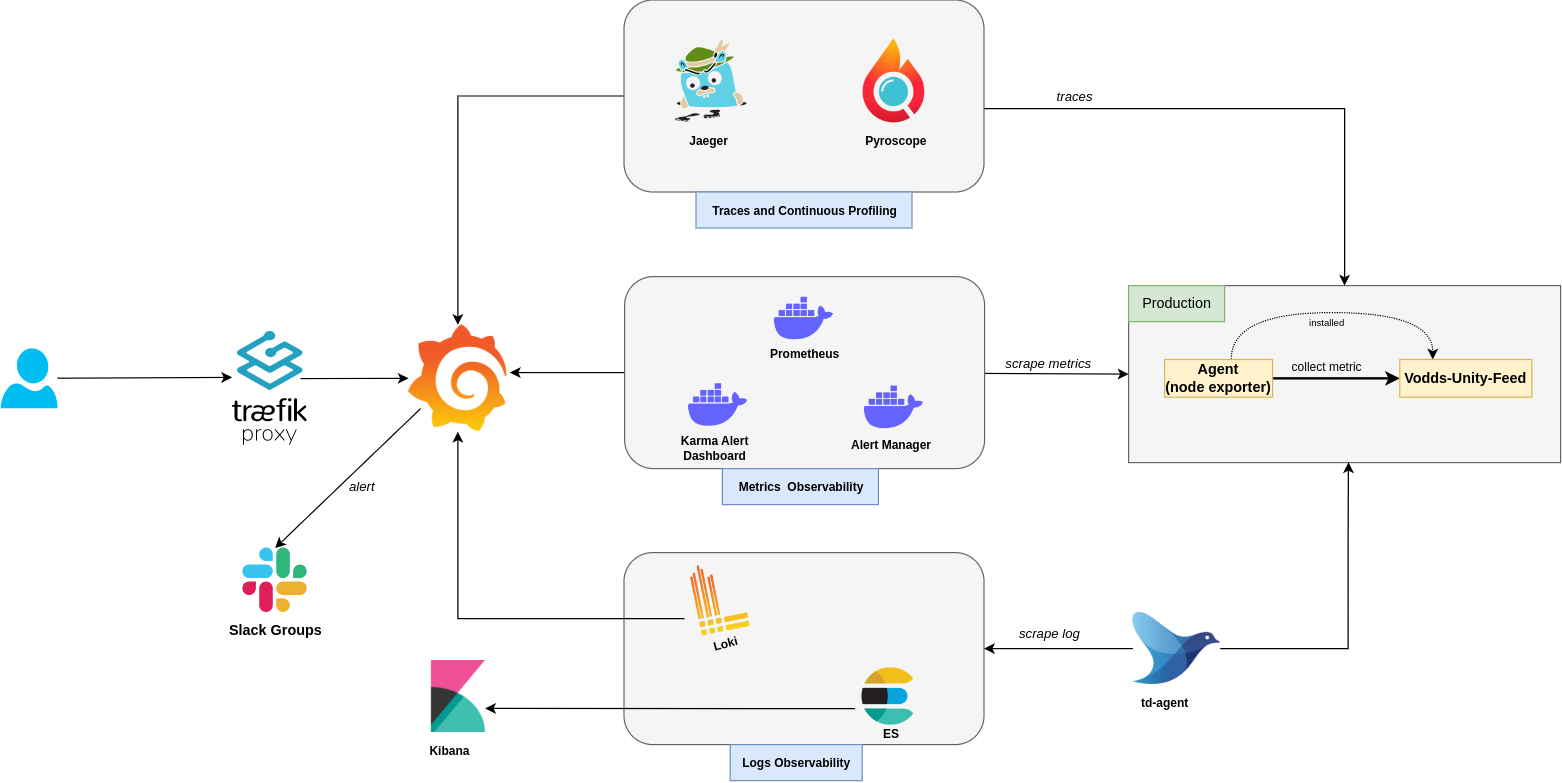 Jaeger
Pyroscope
Traces and Continuous Profiling
traces
Prometheus
Karma Alert
Dashboard
Alert Manager
Metrics  Observability
scrape metrics
Production
installed
Agent
(node exporter)
collect metric
Vodds-Unity-Feed
træfik
proxy
alert
Slack Groups
Loki
ES
Kibana
Logs Observability
scrape log
td-agent